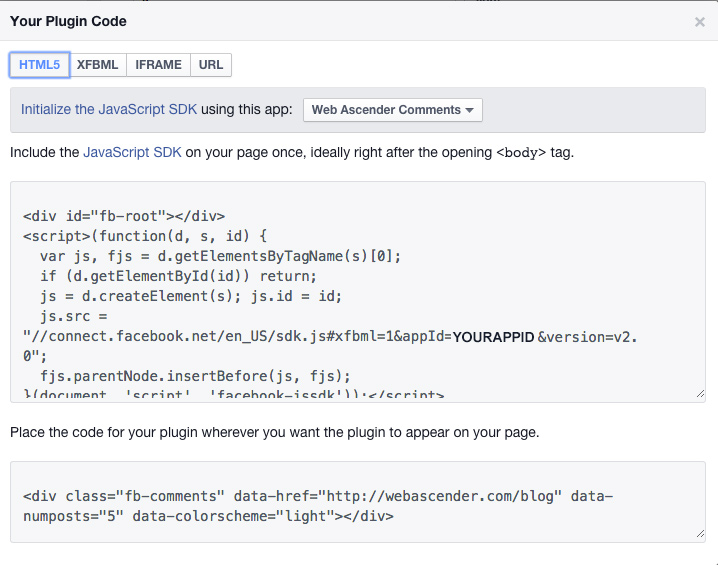 Your Plugin Code ×
HTML5 XFBML IFRAME URL
Initialize the JavaScript SDK using this app: Web Ascender Comments
Include the JavaScript SDK on your page once, ideally right after the opening <body> tag.
<div id="fb-root"></div>
<script>(function(d, s, id) {
  var js, fjs = d.getElementsByTagName(s)[0];
  if (d.getElementById(id)) return;
  js = d.createElement(s); js.id = id;
  js.src =
"//connect.facebook.net/en_US/sdk.js#xfbml=1&appId=YOURAPPID&version=v2.
0";
  fjs.parentNode.insertBefore(js, fjs);
}(document, 'script', 'facebook-jssdk'));</script>
Place the code for your plugin wherever you want the plugin to appear on your page.
<div class="fb-comments" data-href="http://webascender.com/blog" data-
numposts="5" data-colorscheme="light"></div>